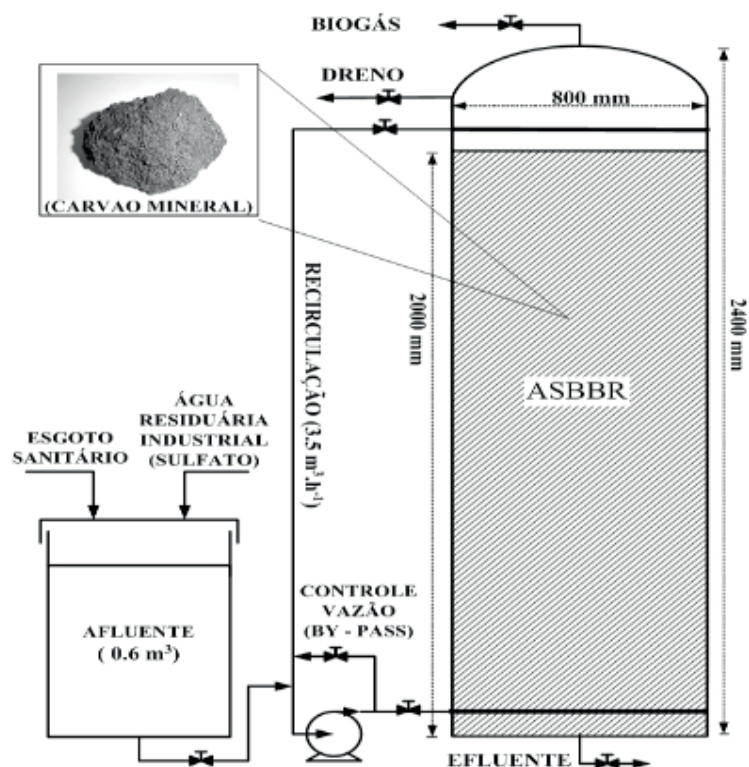 BIOGÁS
DRENO
800 mm
(CARVAO MINERAL)
RECIRCULAÇÃO (3.5 m³.h⁻¹)
2000 mm
2400 mm
ASBBR
ÁGUA
RESIDUÁRIA
INDUSTRIAL
(SULFATO)
ESGOTO
SANITÁRIO
CONTROLE
VAZÃO
(BY - PASS)
AFLUENTE
( 0.6 m³)
EFLUENTE